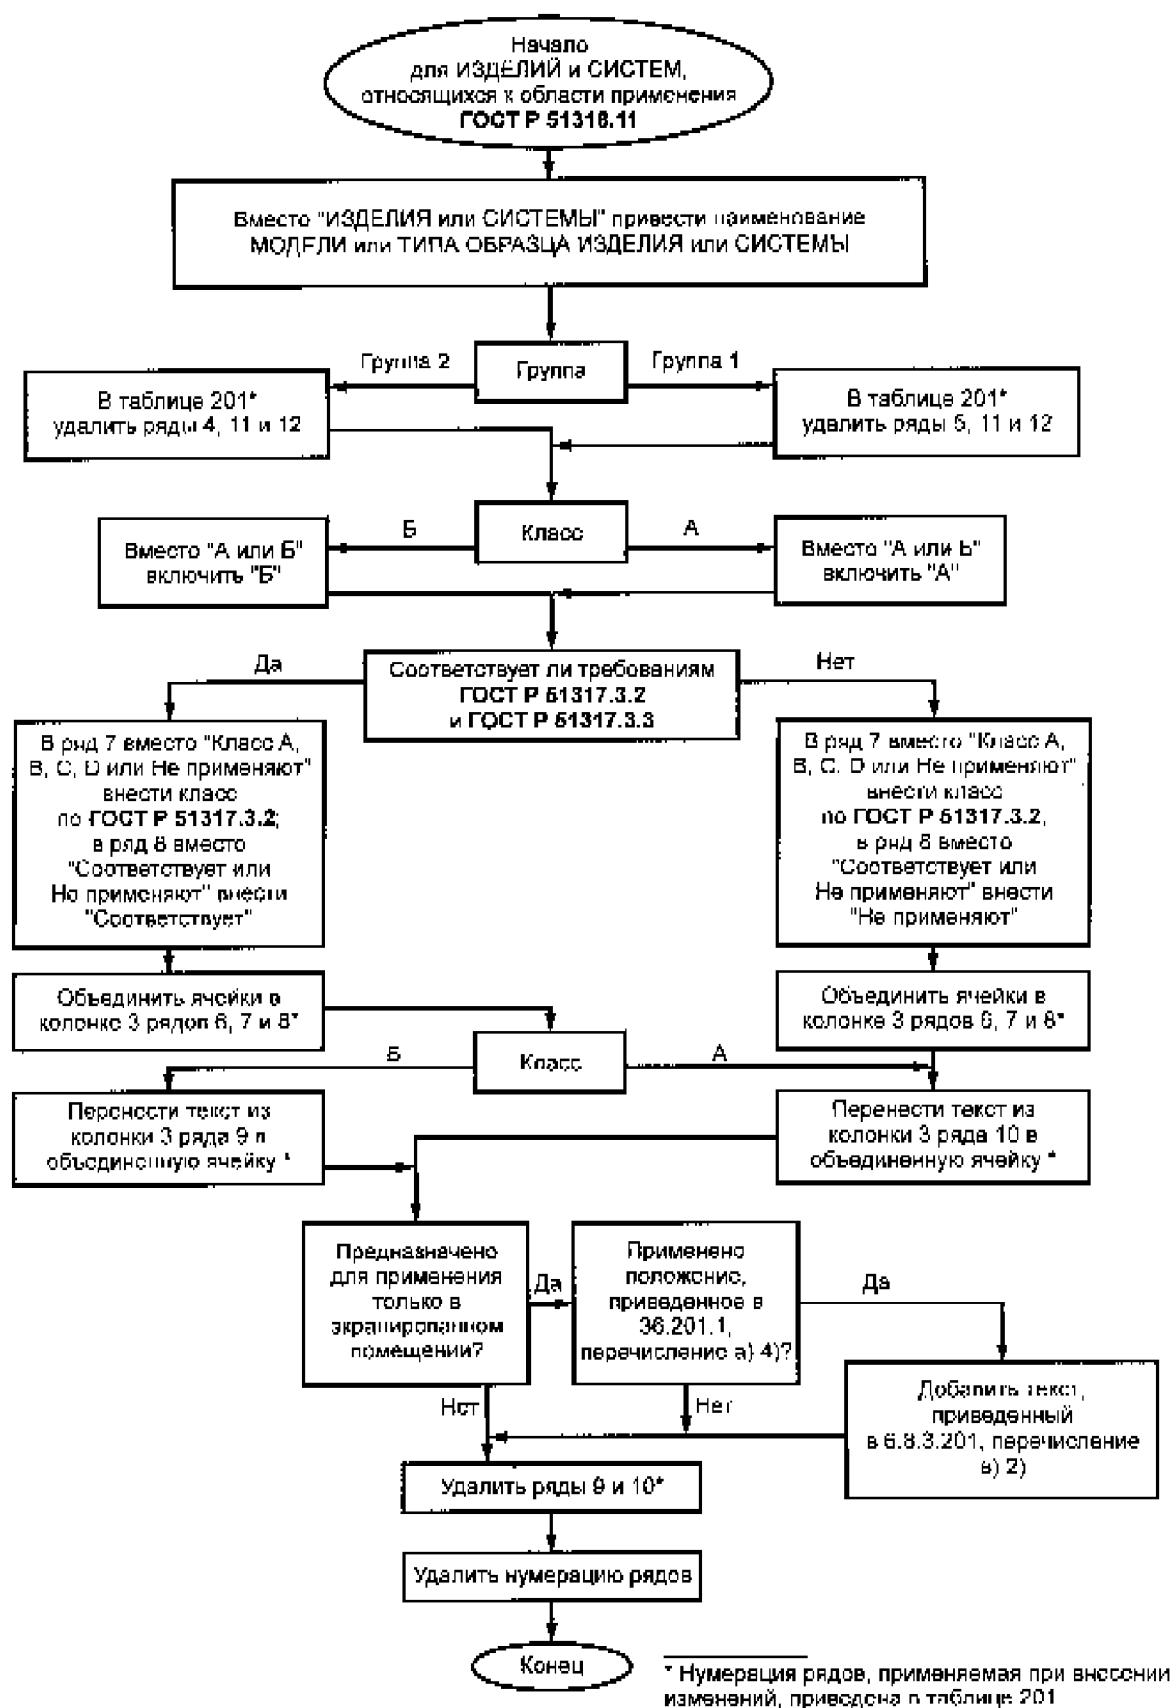 Начало
для ИЗДЕЛИЙ и СИСТЕМ,
относящихся к области применения
ГОСТ Р 51318.11
Вместо "ИЗДЕЛИЯ или СИСТЕМЫ" привести наименование
МОДЕЛИ или ТИПА ОБРАЗЦА ИЗДЕЛИЯ или СИСТЕМЫ
Группа 2
Группа
Группа 1
В таблице 201*
удалить ряды 4, 11 и 12
В таблице 201*
удалить ряды 5, 11 и 12
Б
Класс
А
Вместо "А или Б"
включить "Б"
Вместо "А или Б"
включить "А"
Да
Соответствует ли требованиям
ГОСТ Р 51317.3.2
и ГОСТ Р 51317.3.3
Нет
В ряд 7 вместо "Класс А,
В, С, D или Не применяют"
внести класс
по ГОСТ Р 51317.3.2;
в ряд 8 вместо
"Соответствует или
Не применяют" внести
"Соответствует"
В ряд 7 вместо "Класс А,
В, С, D или Не применяют"
внести класс
по ГОСТ Р 51317.3.2,
в ряд 8 вместо
"Соответствует или
Не применяют" внести
"Не применяют"
Объединить ячейки в
колонке 3 рядов 6, 7 и 8*
Объединить ячейки в
колонке 3 рядов 6, 7 и 8*
Б
Класс
А
Перенести текст из
колонки 3 ряда 9 в
объединенную ячейку *
Перенести текст из
колонки 3 ряда 10 в
объединенную ячейку *
Предназначено
для применения
только в
экранированном
помещении?
Да
Применено
положение,
приведенное в
36.201.1,
перечисление а) 4)?
Да
Нет
Нет
Добавить текст,
приведенный
в 6.8.3.201, перечисление
в) 2)
Удалить ряды 9 и 10*
Удалить нумерацию рядов
Конец
* Нумерация рядов, применяемая при внесении
изменений, приведена в таблице 201